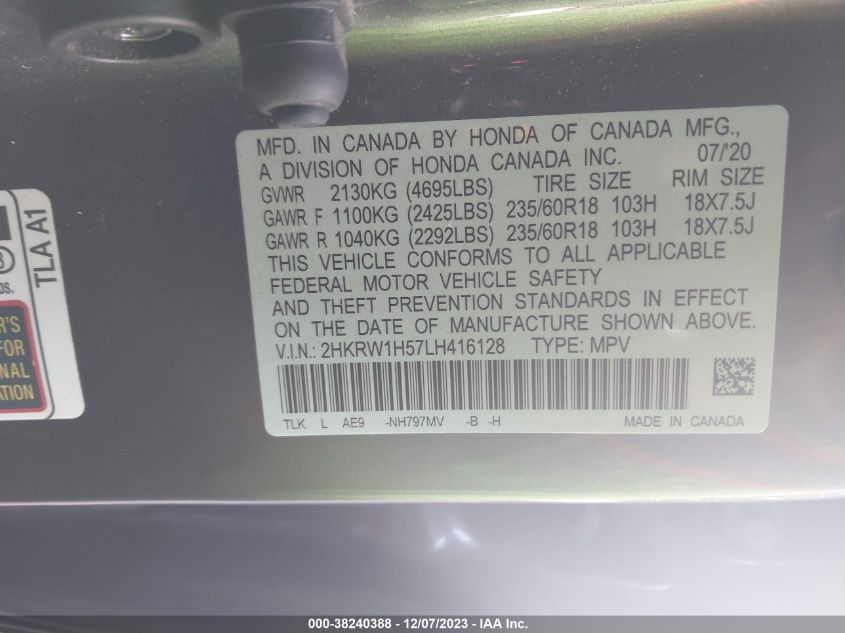 MFD. IN CANADA BY HONDA OF CANADA MFG.,
A DIVISION OF HONDA CANADA INC. 07/'20
GVWR 2130KG (4695LBS) TIRE SIZE RIM SIZE
GAWR F 1100KG (2425LBS) 235/60R18 103H 18X7.5J
GAWR R 1040KG (2292LBS) 235/60R18 103H 18X7.5J
THIS VEHICLE CONFORMS TO ALL APPLICABLE
FEDERAL MOTOR VEHICLE SAFETY
AND THEFT PREVENTION STANDARDS IN EFFECT
ON THE DATE OF MANUFACTURE SHOWN ABOVE.
V.I.N.: 2HKRW1H57LH416128 TYPE: MPV
TLK L AE9 -NH797MV -B -H MADE IN CANADA
TLA A1
OS.
R'S
FOR
NAL
ATION
000-38240388 - 12/07/2023 - IAA Inc.